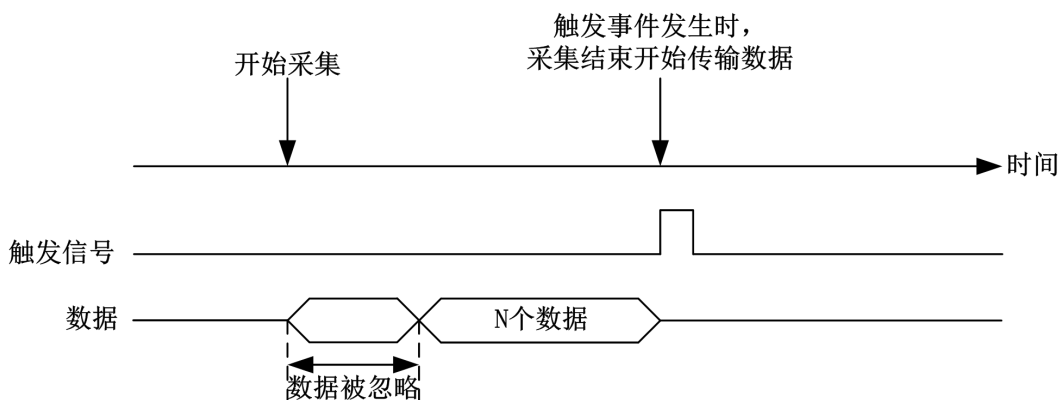 触发事件发生时，
采集结束开始传输数据
开始采集
时间
触发信号
数据
N个数据
数据被忽略